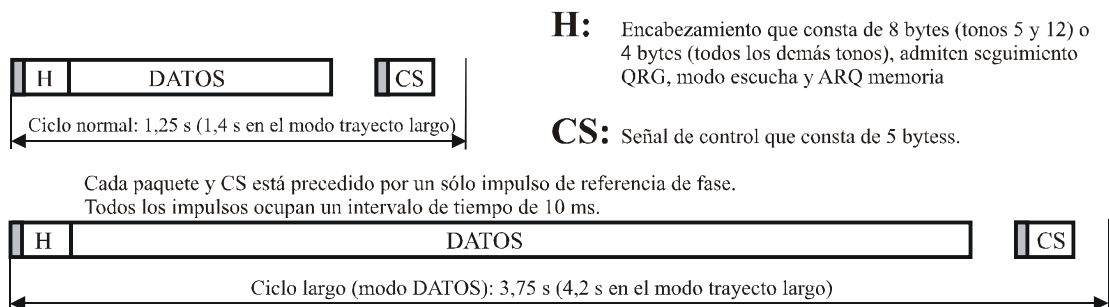 H: Encabezamiento que consta de 8 bytes (tonos 5 y 12) o
4 bytes (todos los demás tonos), admiten seguimiento
QRG, modo escucha y ARQ memoria
H DATOS CS
Ciclo normal: 1,25 s (1,4 s en el modo trayecto largo)
CS: Señal de control que consta de 5 bytess.
Cada paquete y CS está precedido por un sólo impulso de referencia de fase.
Todos los impulsos ocupan un intervalo de tiempo de 10 ms.
H DATOS CS
Ciclo largo (modo DATOS): 3,75 s (4,2 s en el modo trayecto largo)